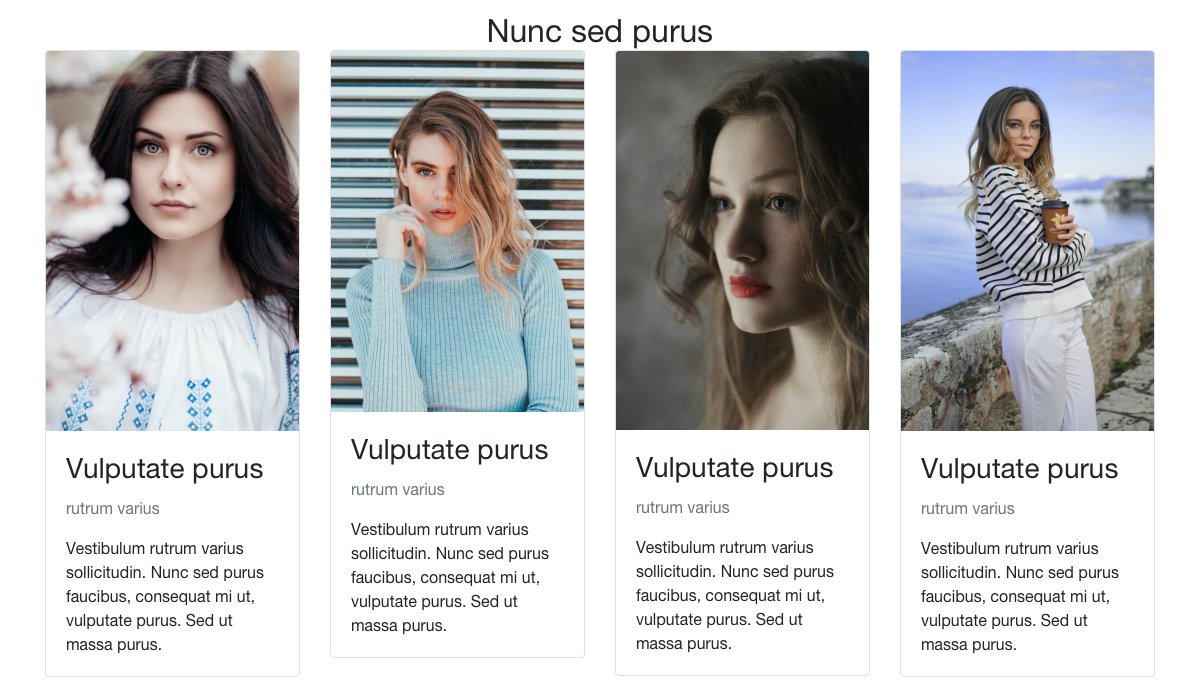 Nunc sed purus
Vulputate purus
rutrum varius
Vestibulum rutrum varius
sollicitudin. Nunc sed purus
faucibus, consequat mi ut,
vulputate purus. Sed ut
massa purus.
Vulputate purus
rutrum varius
Vestibulum rutrum varius
sollicitudin. Nunc sed purus
faucibus, consequat mi ut,
vulputate purus. Sed ut
massa purus.
Vulputate purus
rutrum varius
Vestibulum rutrum varius
sollicitudin. Nunc sed purus
faucibus, consequat mi ut,
vulputate purus. Sed ut
massa purus.
Vulputate purus
rutrum varius
Vestibulum rutrum varius
sollicitudin. Nunc sed purus
faucibus, consequat mi ut,
vulputate purus. Sed ut
massa purus.